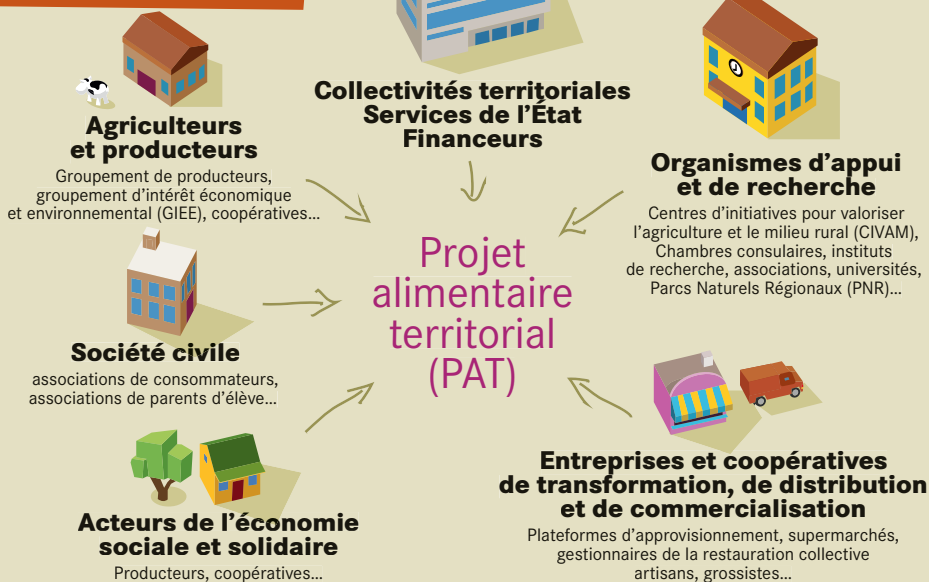 Collectivités territoriales
Services de l'État
Financeurs
Agriculteurs
et producteurs
Groupement de producteurs,
groupement d'intérêt économique
et environnemental (GIEE), coopératives...
Organismes d'appui
et de recherche
Centres d'initiatives pour valoriser
l'agriculture et le milieu rural (CIVAM),
Chambres consulaires, instituts
de recherche, associations, universités,
Parcs Naturels Régionaux (PNR)...
Projet
alimentaire
territorial
(PAT)
Société civile
associations de consommateurs,
associations de parents d'élève...
Acteurs de l'économie
sociale et solidaire
Producteurs, coopératives...
Entreprises et coopératives
de transformation, de distribution
et de commercialisation
Plateformes d'approvisionnement, supermarchés,
gestionnaires de la restauration collective
artisans, grossistes...